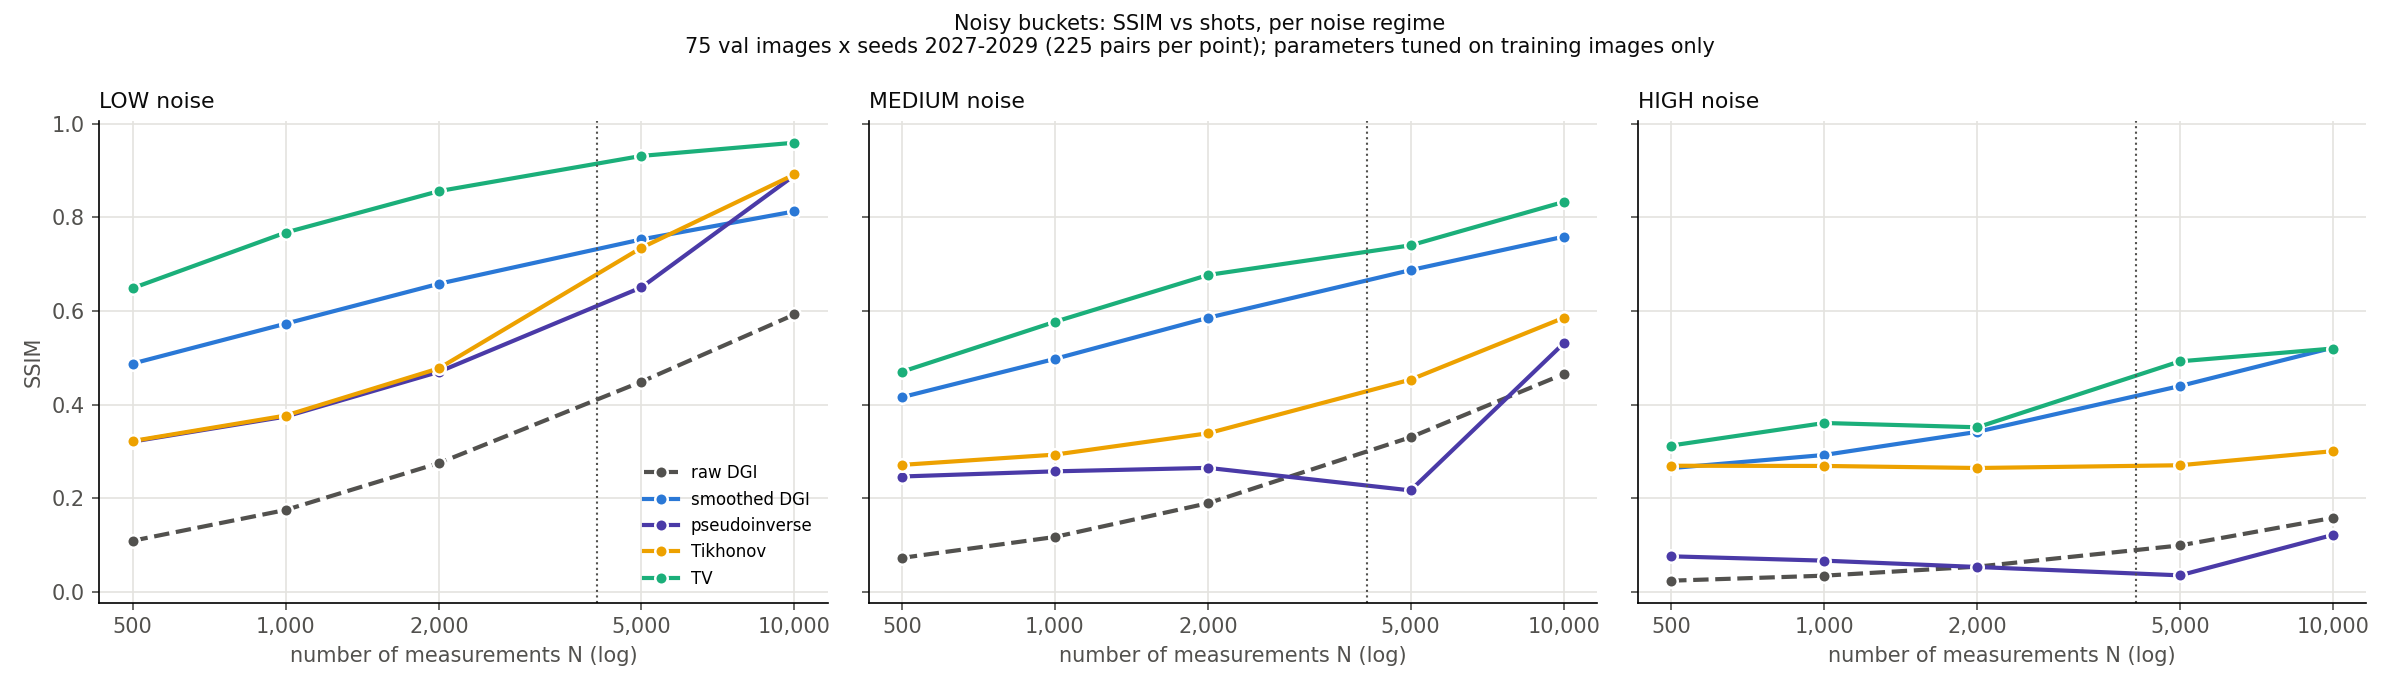 Noisy buckets: SSIM vs shots, per noise regime
75 val images x seeds 2027-2029 (225 pairs per point); parameters tuned on training images only
LOW noise
MEDIUM noise
HIGH noise
SSIM
1.0
0.8
0.6
0.4
0.2
0.0
raw DGI
smoothed DGI
pseudoinverse
Tikhonov
TV
500 1,000 2,000 5,000 10,000
500 1,000 2,000 5,000 10,000
500 1,000 2,000 5,000 10,000
number of measurements N (log)
number of measurements N (log)
number of measurements N (log)